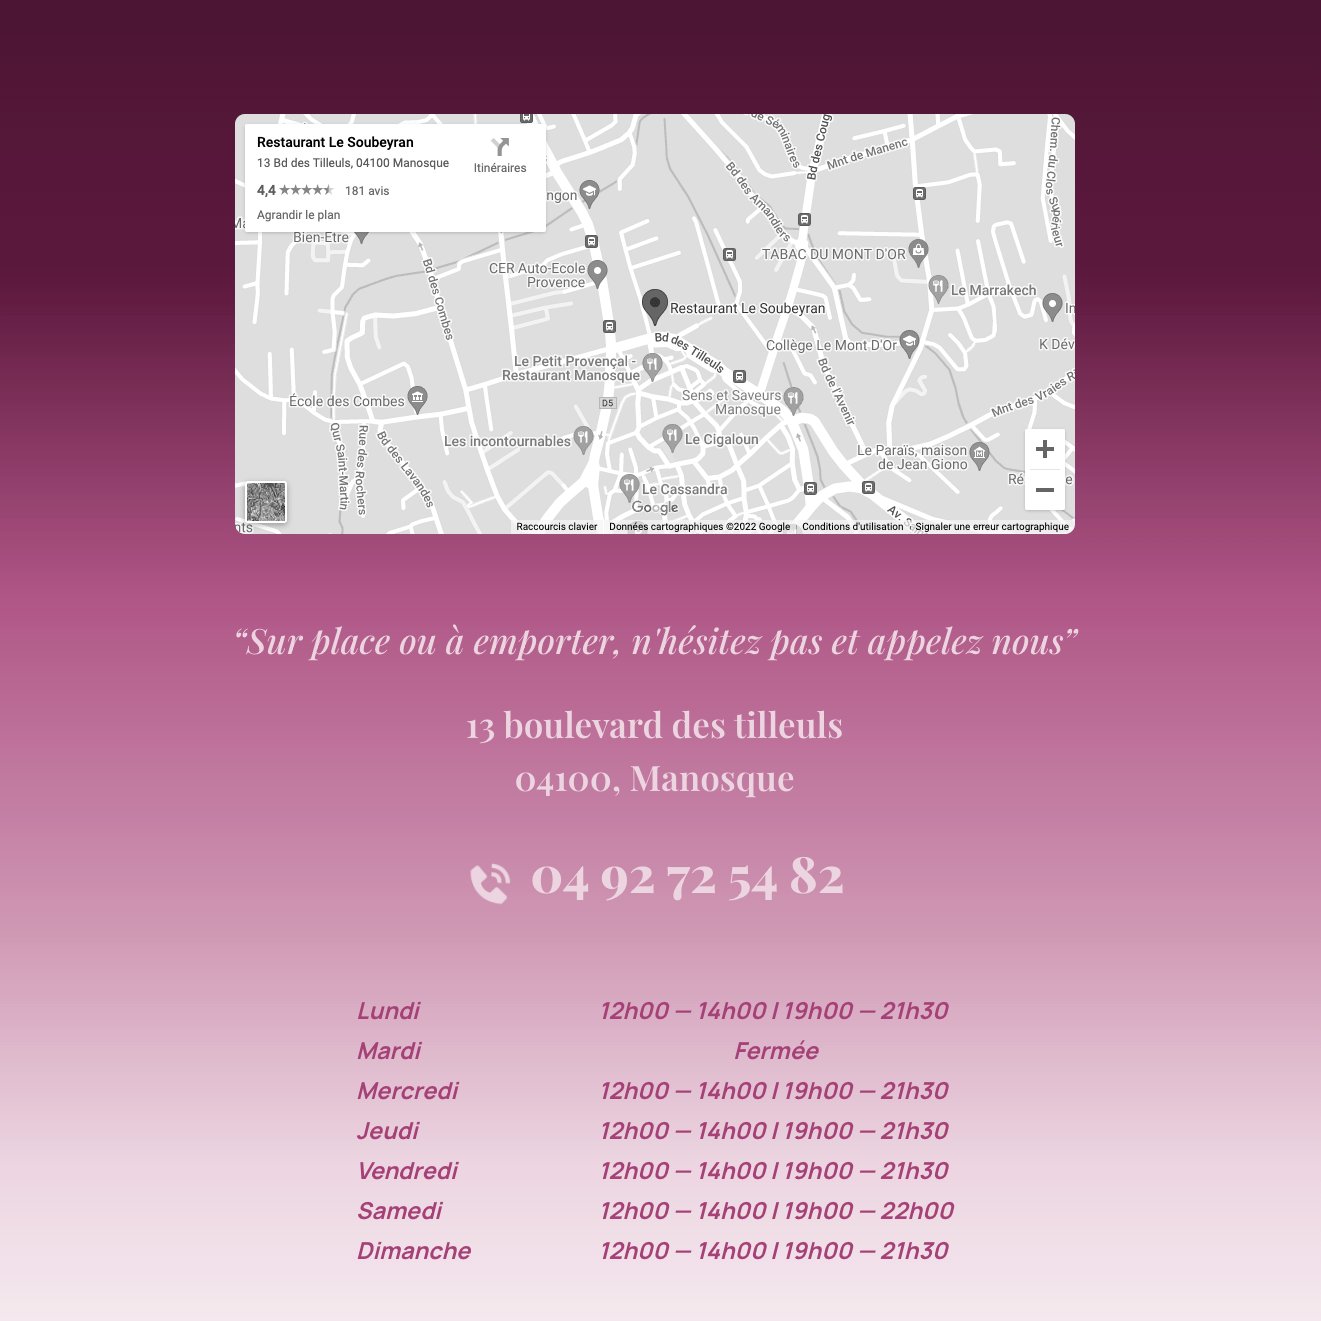 Restaurant Le Soubeyran
13 Bd des Tilleuls, 04100 Manosque
4,4 181 avis
Agrandir le plan
Itinéraires
Bd des Coug
Mnt de Manenc
Chem. du Clos Supérieur
Bd des Amandiers
ngon
Bien-Etre
TABAC DU MONT D'OR
CER Auto-Ecole
Provence
Bd des Combes
Le Marrakech
In
Restaurant Le Soubeyran
Bd des Tilleuls
Collège Le Mont D'Or
K Dév
Le Petit Provençal -
Restaurant Manosque
Bd de l'Avenir
Mnt des Vraies Ri
École des Combes
D5
Sens et Saveurs
Manosque
Les incontournables
Le Cigaloun
Le Paraïs, maison
de Jean Giono
Qur Saint-Martin
Rue des Rochers
Bd des Lavandes
Le Cassandra
Google
Av. S
nts
Raccourcis clavier Données cartographiques ©2022 Google Conditions d'utilisation Signaler une erreur cartographique
“Sur place ou à emporter, n'hésitez pas et appelez nous”
13 boulevard des tilleuls
04100, Manosque
04 92 72 54 82
Lundi 12h00 – 14h00 | 19h00 – 21h30
Mardi Fermée
Mercredi 12h00 – 14h00 | 19h00 – 21h30
Jeudi 12h00 – 14h00 | 19h00 – 21h30
Vendredi 12h00 – 14h00 | 19h00 – 21h30
Samedi 12h00 – 14h00 | 19h00 – 22h00
Dimanche 12h00 – 14h00 | 19h00 – 21h30